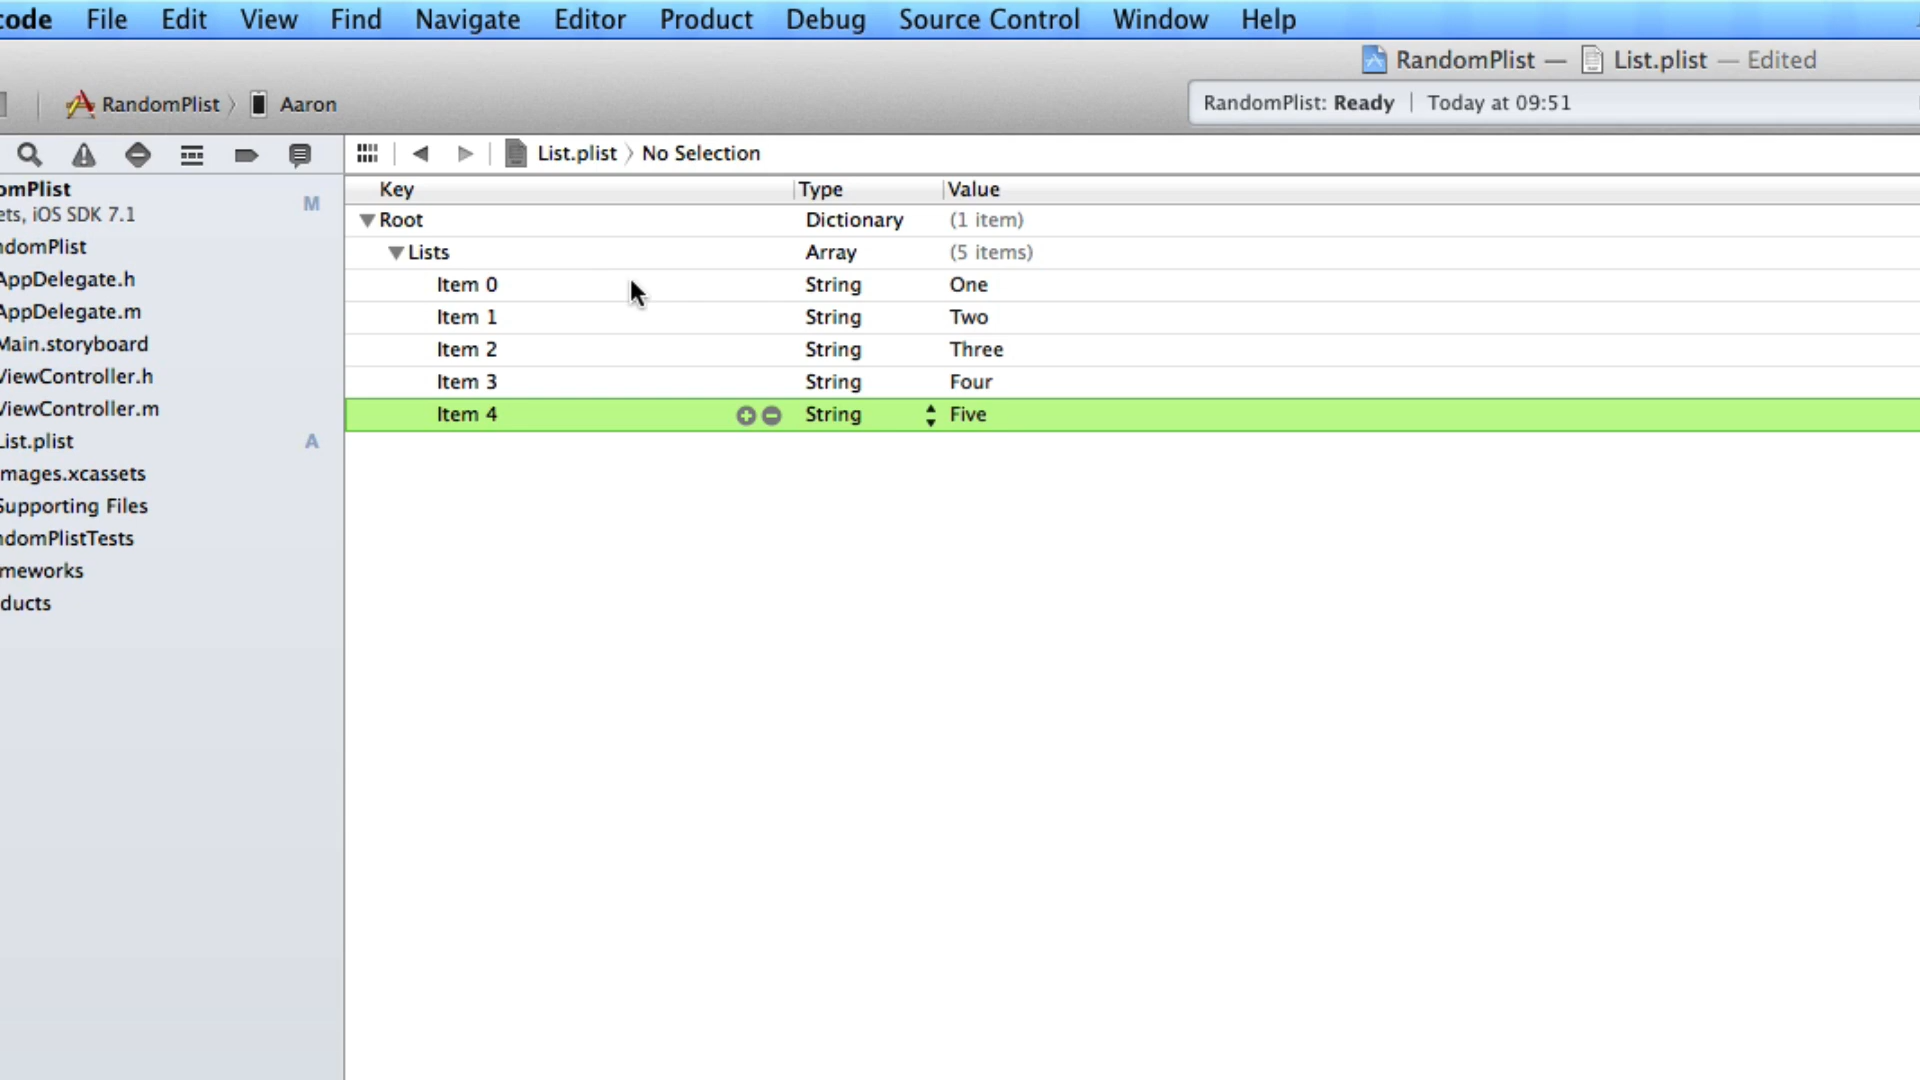 code File Edit View Find Navigate Editor Product Debug Source Control Window Help
RandomPlist — List.plist — Edited
RandomPlist 〉 Aaron
RandomPlist: Ready | Today at 09:51
List.plist 〉 No Selection
omPlist
ets, iOS SDK 7.1
M
ndomPlist
AppDelegate.h
AppDelegate.m
Main.storyboard
ViewController.h
ViewController.m
List.plist A
mages.xcassets
Supporting Files
ndomPlistTests
meworks
ducts
Key Type Value
Root Dictionary (1 item)
Lists Array (5 items)
Item 0 String One
Item 1 String Two
Item 2 String Three
Item 3 String Four
Item 4 String Five